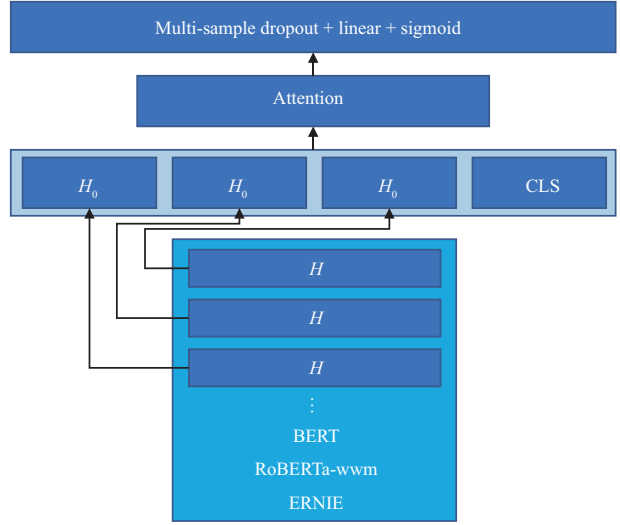 Multi-sample dropout + linear + sigmoid
Attention
H₀ H₀ H₀ CLS
H
H
H
⋮
BERT
RoBERTa-wwm
ERNIE